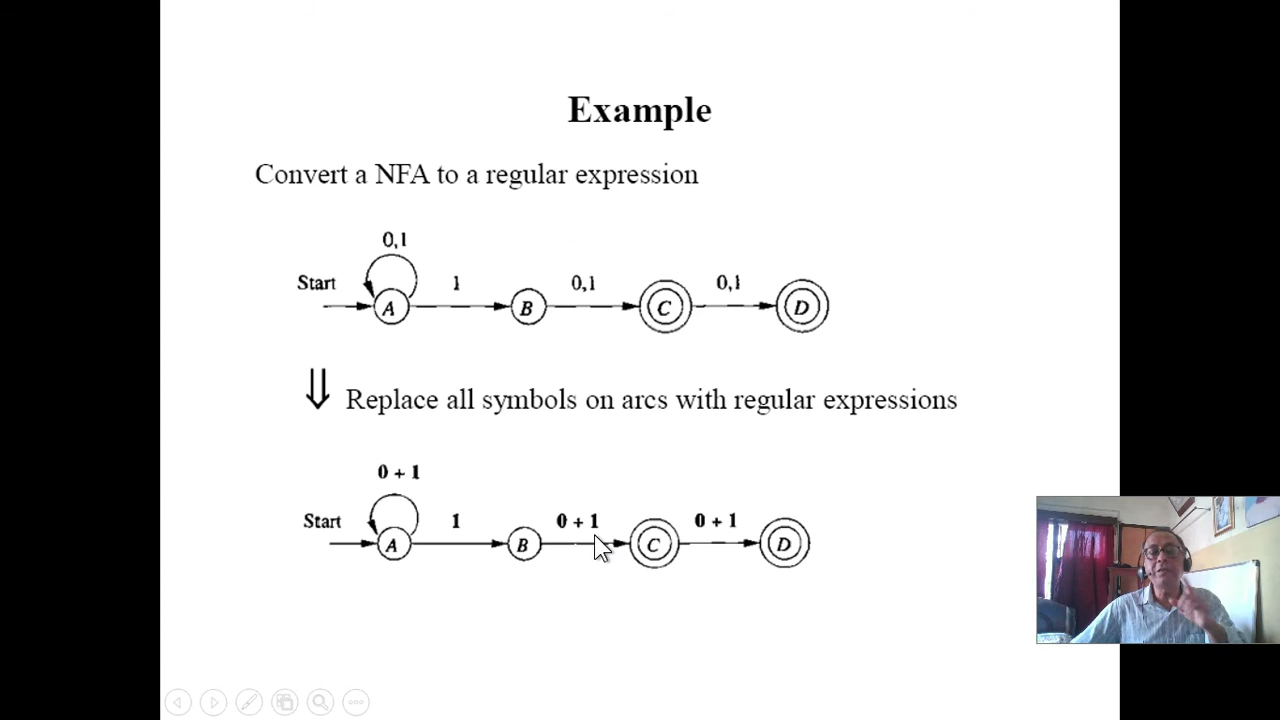 Example
Convert a NFA to a regular expression
0,1
Start 1 0,1 0,1
A B C D
⇓ Replace all symbols on arcs with regular expressions
0 + 1
Start 1 0 + 1 0 + 1
A B C D